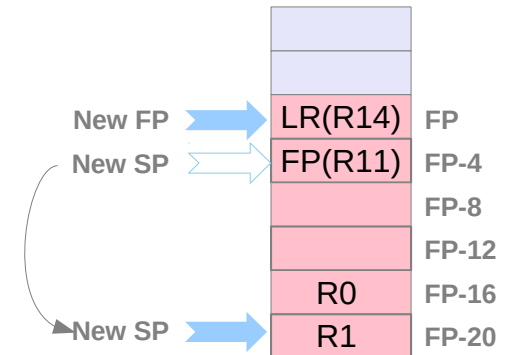 New FP LR(R14) FP
New SP FP(R11) FP-4
FP-8
FP-12
R0 FP-16
New SP R1 FP-20